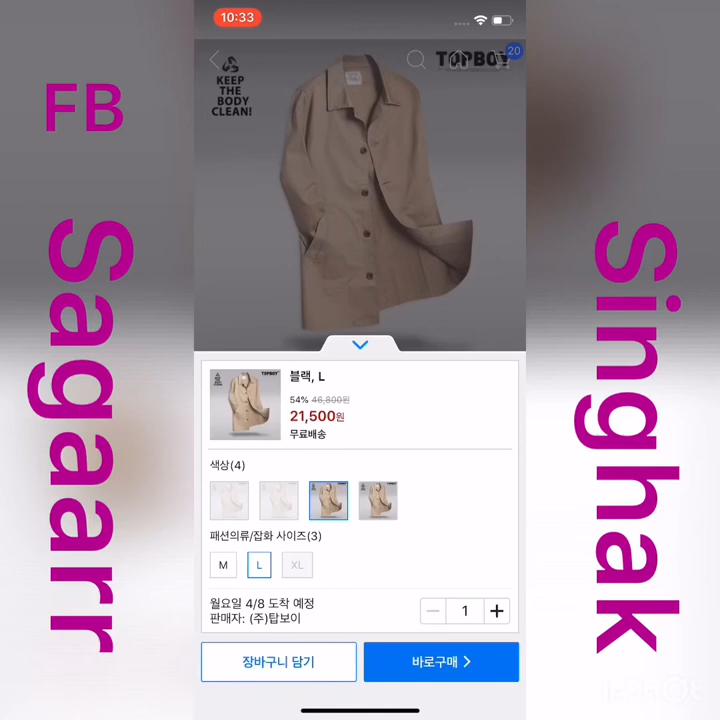 10:33
20
KEEP
THE
BODY
CLEAN!
TOPBOY
FB
Sagaarr
Singhak
TOPBOY
블랙, L
54% 46,800원
21,500원
무료배송
색상(4)
패션의류/잡화 사이즈(3)
M L XL
월요일 4/8 도착 예정
판매자: (주)탑보이
1
장바구니 담기
바로구매